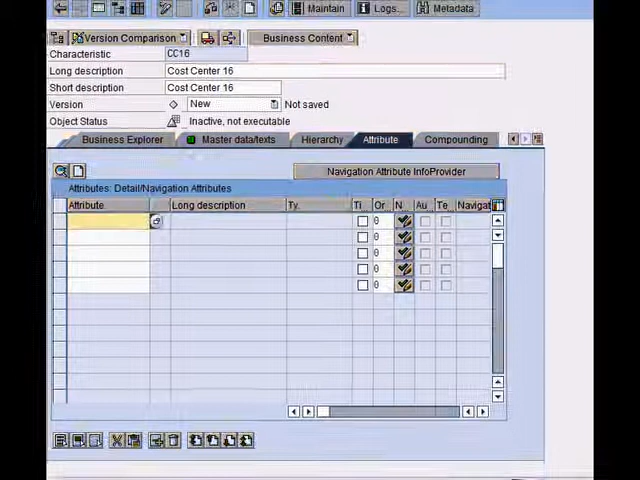 Maintain Logs... Metadata
Version Comparison Business Content
Characteristic CC16
Long description Cost Center 16
Short description Cost Center 16
Version New Not saved
Object Status Inactive, not executable
Business Explorer Master data/texts Hierarchy Attribute Compounding
Navigation Attribute InfoProvider
Attributes: Detail/Navigation Attributes
Attribute Long description Ty. Ti Or N Au... Te... Navigat
0
0
0
0
0